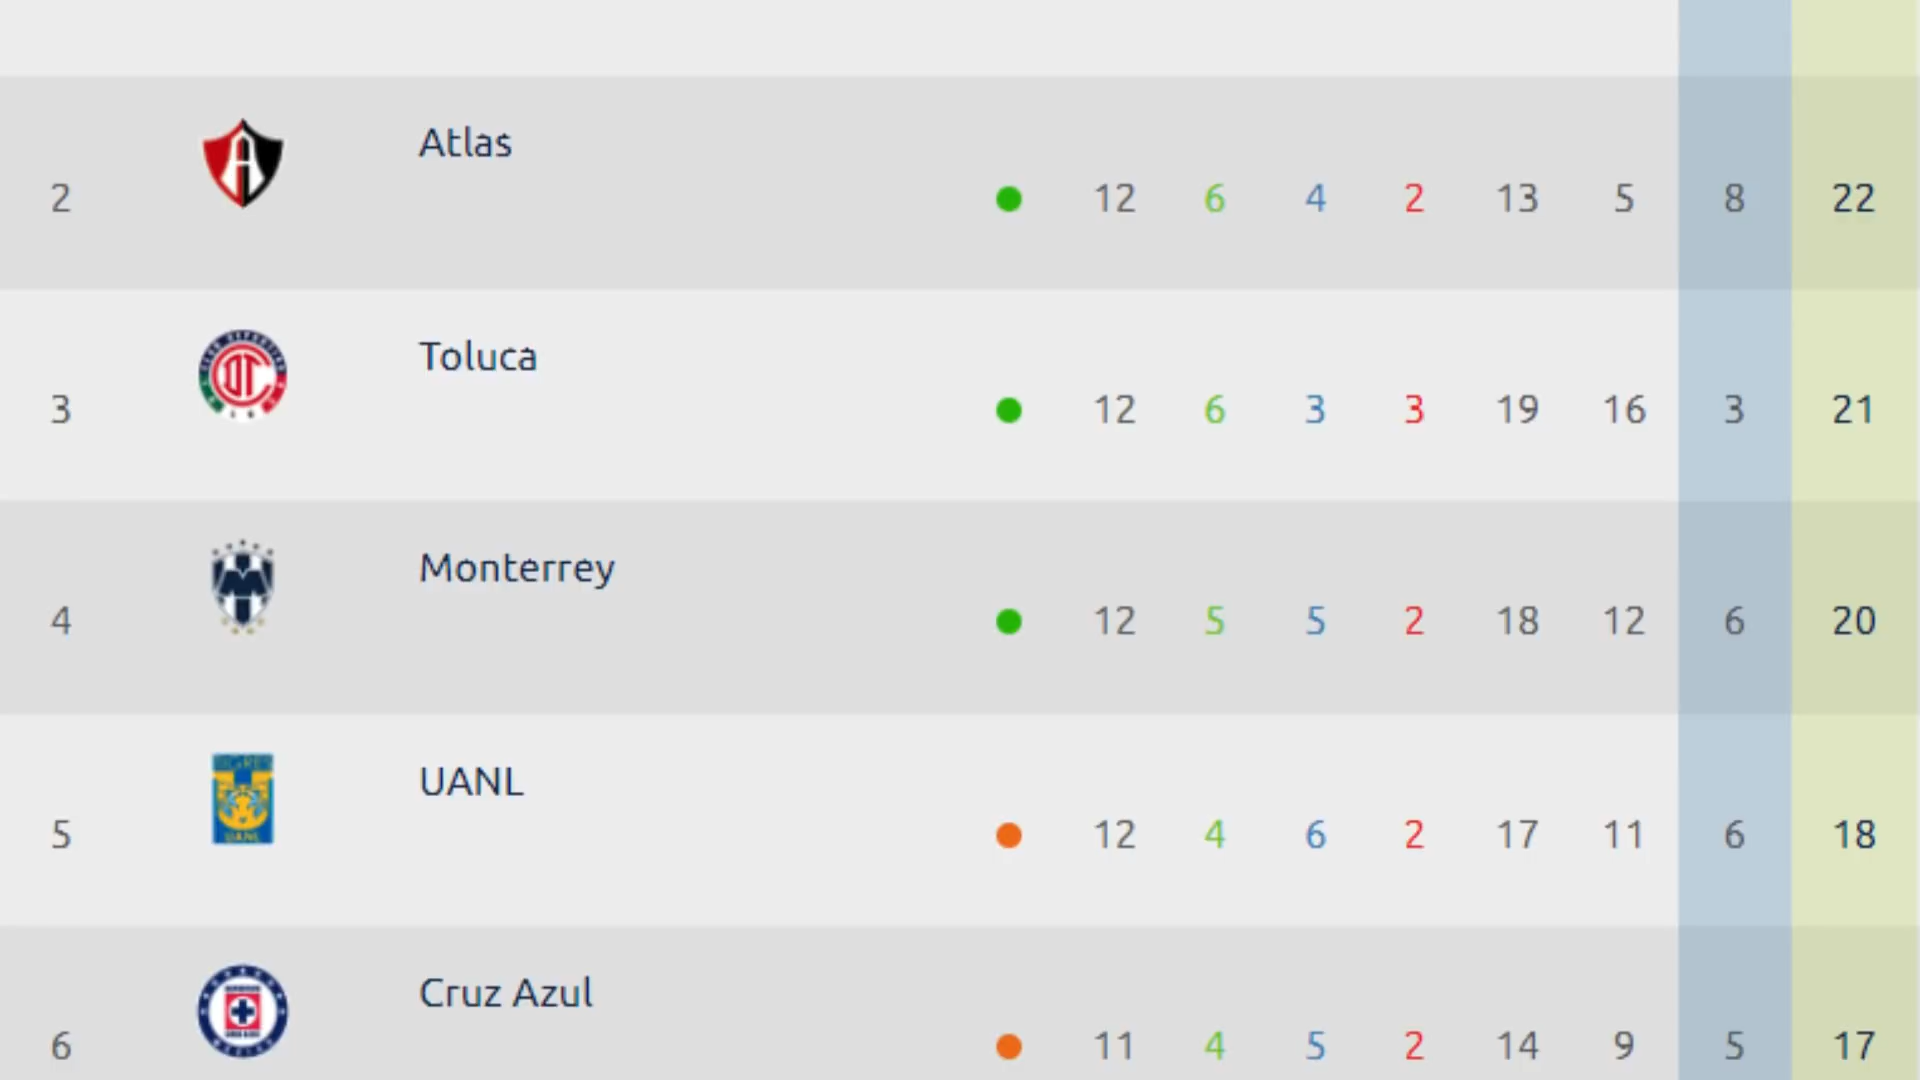 Atlas
2 12 6 4 2 13 5 8 22
Toluca
3 12 6 3 3 19 16 3 21
Monterrey
4 12 5 5 2 18 12 6 20
UANL
5 12 4 6 2 17 11 6 18
Cruz Azul
6 11 4 5 2 14 9 5 17